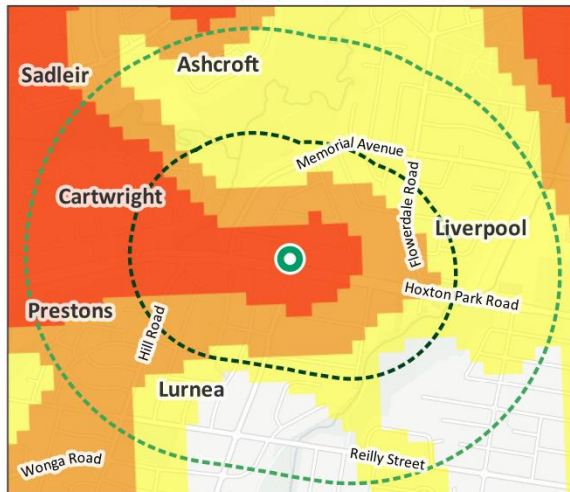 Ashcroft
Sadleir
Memorial Avenue
Cartwright
Flowerdale Road
Liverpool
Hoxton Park Road
Prestons
Hill Road
Lurnea
Wonga Road
Reilly Street